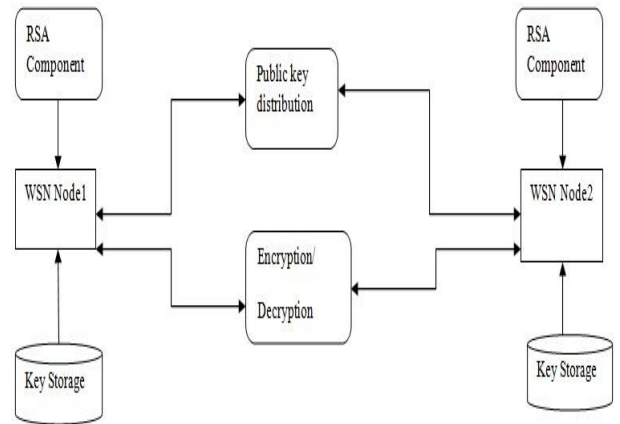 RSA
Component
Public key
distribution
RSA
Component
WSN Node1
WSN Node2
Encryption/
Decryption
Key Storage
Key Storage